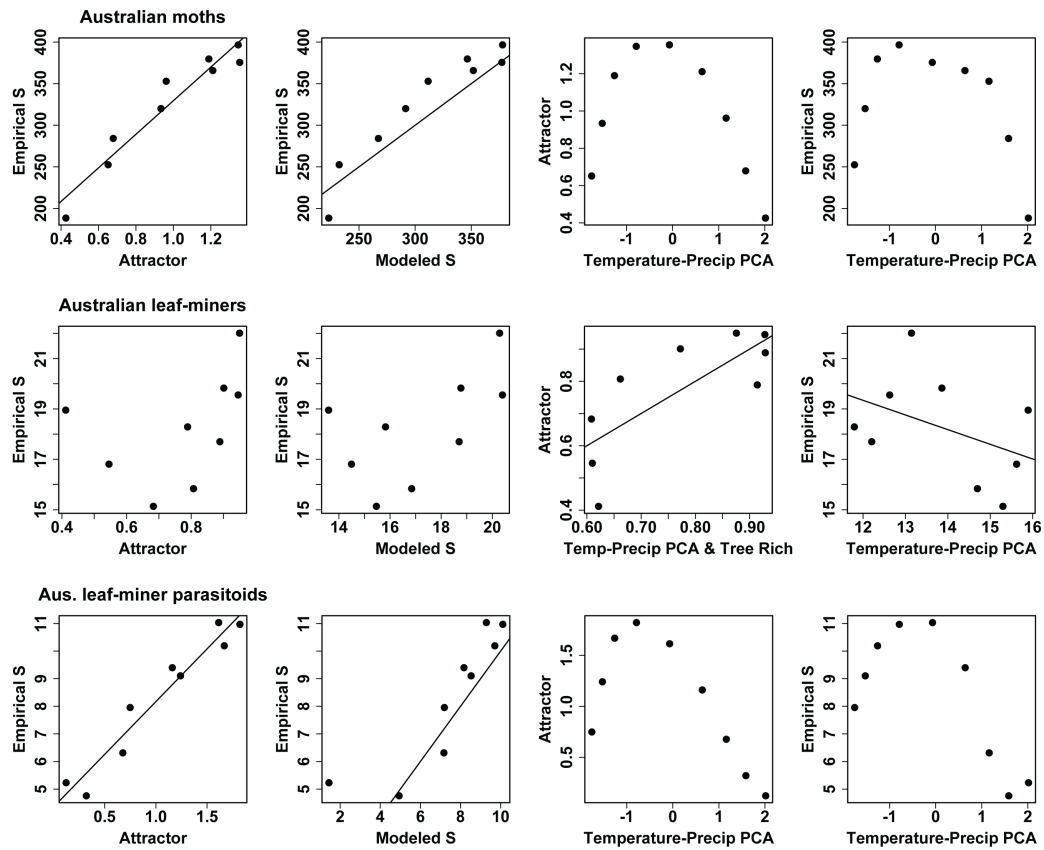 Australian moths
Empirical S
200 250 300 350 400
0.4 0.6 0.8 1.0 1.2
Attractor
Empirical S
200 250 300 350 400
250 300 350
Modeled S
Attractor
0.4 0.6 0.8 1.0 1.2
-1 0 1 2
Temperature-Precip PCA
Empirical S
200 250 300 350 400
-1 0 1 2
Temperature-Precip PCA
Australian leaf-miners
Empirical S
15 17 19 21
0.4 0.6 0.8
Attractor
Empirical S
15 17 19 21
14 16 18 20
Modeled S
Attractor
0.4 0.6 0.8
0.60 0.70 0.80 0.90
Temp-Precip PCA & Tree Rich
Empirical S
15 17 19 21
12 13 14 15 16
Temperature-Precip PCA
Aus. leaf-miner parasitoids
Empirical S
5 6 7 8 9 11
0.5 1.0 1.5
Attractor
Empirical S
5 6 7 8 9 11
2 4 6 8 10
Modeled S
Attractor
0.5 1.0 1.5
-1 0 1 2
Temperature-Precip PCA
Empirical S
5 6 7 8 9 11
-1 0 1 2
Temperature-Precip PCA